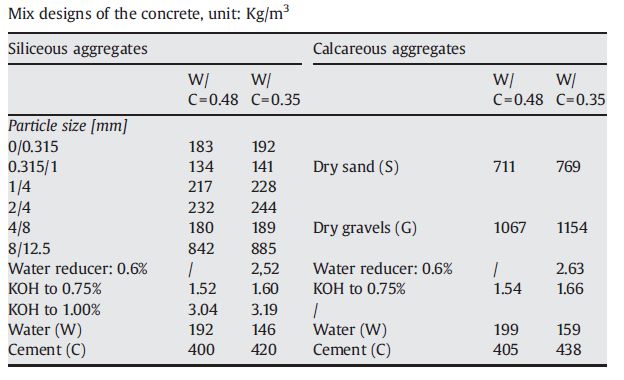 Mix designs of the concrete, unit: Kg/m³
Siliceous aggregates Calcareous aggregates
W/ W/ W/ W/
C=0.48 C=0.35 C=0.48 C=0.35
Particle size [mm]
0/0.315 183 192
0.315/1 134 141 Dry sand (S) 711 769
1/4 217 228
2/4 232 244
4/8 180 189 Dry gravels (G) 1067 1154
8/12.5 842 885
Water reducer: 0.6% / 2,52 Water reducer: 0.6% / 2.63
KOH to 0.75% 1.52 1.60 KOH to 0.75% 1.54 1.66
KOH to 1.00% 3.04 3.19 /
Water (W) 192 146 Water (W) 199 159
Cement (C) 400 420 Cement (C) 405 438